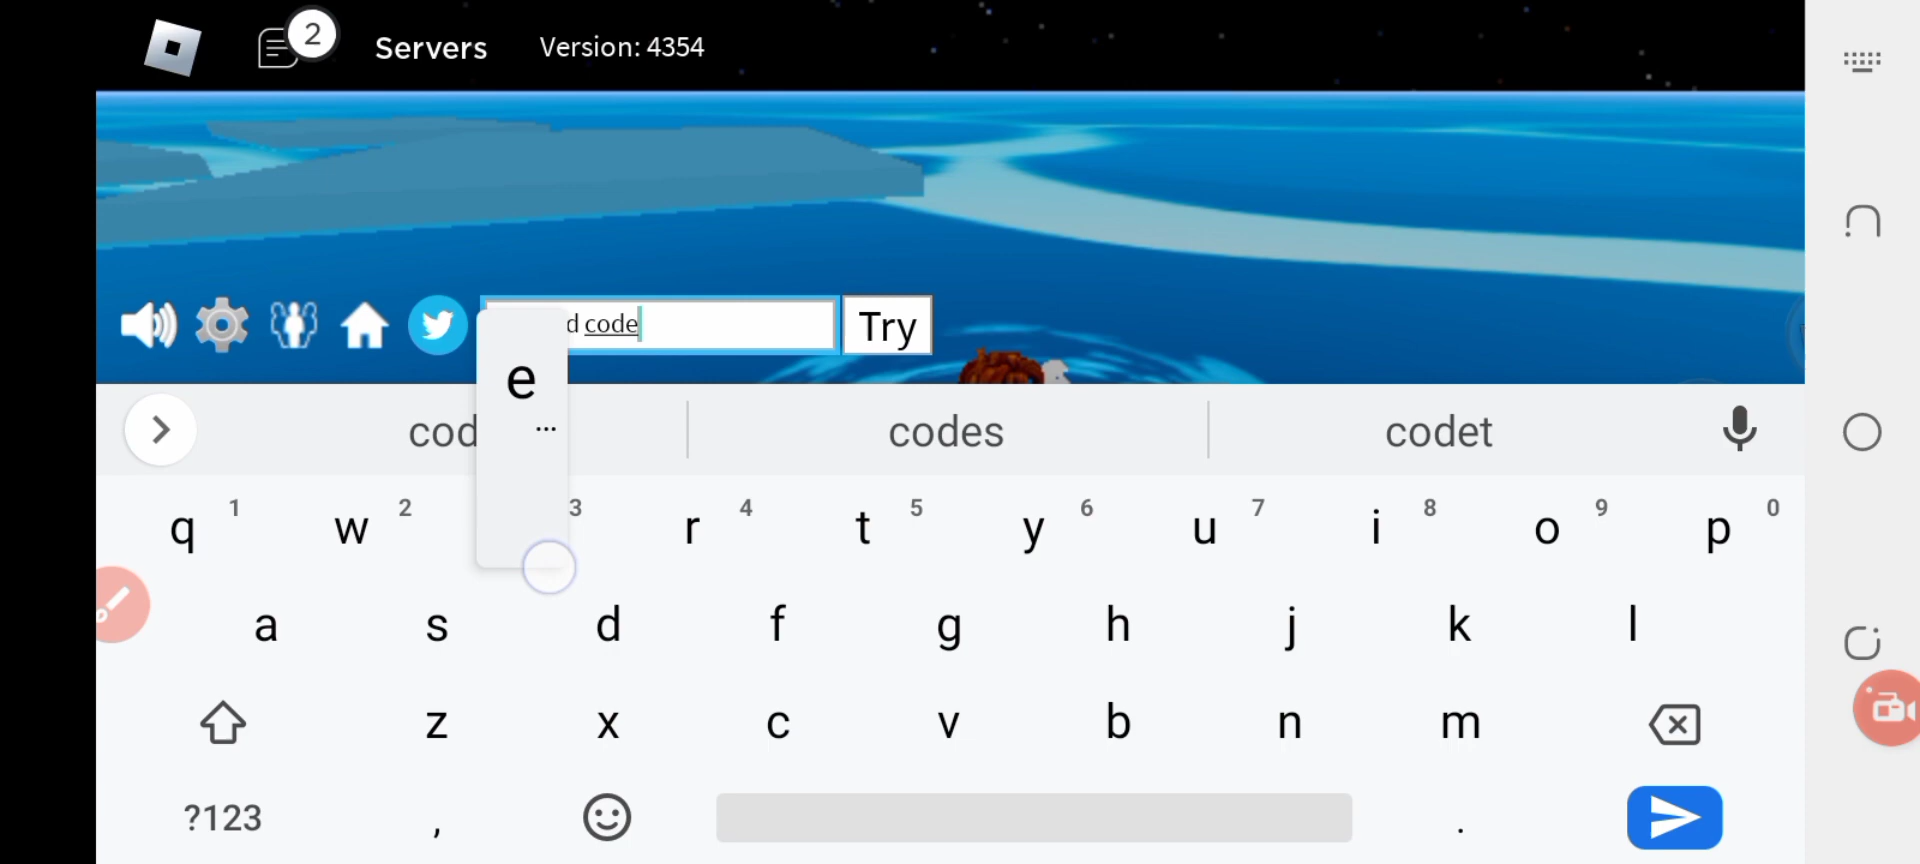 2 Servers Version: 4354
d code Try
e
...
cod codes codet
q 1 w 2 3 r 4 t 5 y 6 u 7 i 8 o 9 p 0
a s d f g h j k l
z x c v b n m
?123 , .